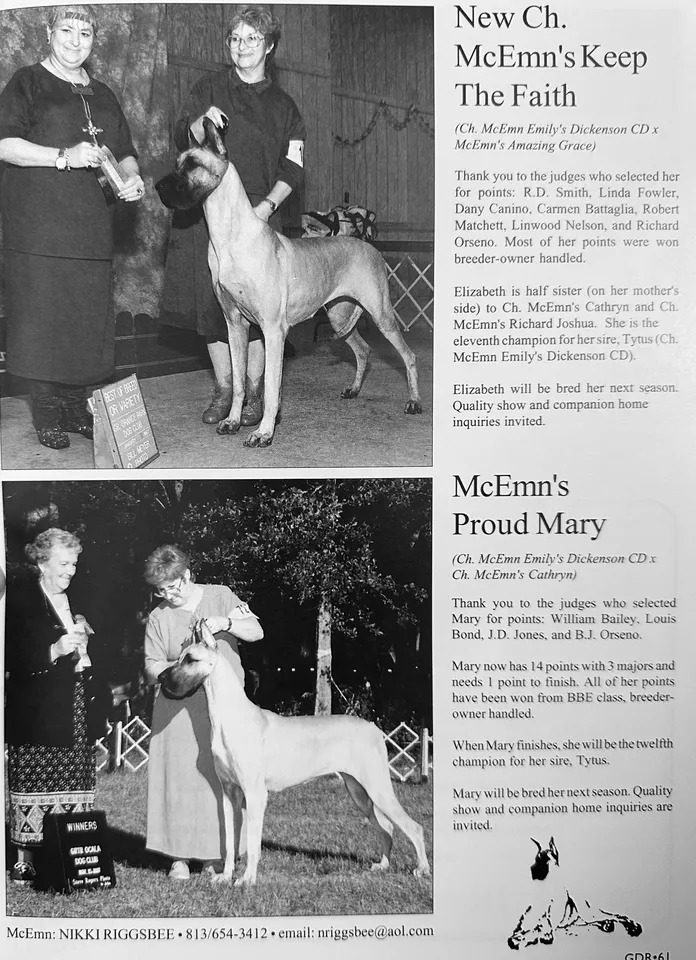 New Ch.
McEmn's Keep
The Faith
(Ch. McEmn Emily's Dickenson CD x
McEmn's Amazing Grace)
Thank you to the judges who selected her
for points: R.D. Smith, Linda Fowler,
Dany Canino, Carmen Battaglia, Robert
Matchett, Linwood Nelson, and Richard
Orseno. Most of her points were won
breeder-owner handled.
Elizabeth is half sister (on her mother's
side) to Ch. McEmn's Cathryn and Ch.
McEmn's Richard Joshua. She is the
eleventh champion for her sire, Tytus (Ch.
McEmn Emily's Dickenson CD).
Elizabeth will be bred her next season.
Quality show and companion home
inquiries invited.
BEST OF BREED
OR VARIETY
DOG CLUB
McEmn's
Proud Mary
(Ch. McEmn Emily's Dickenson CD x
Ch. McEmn's Cathryn)
Thank you to the judges who selected
Mary for points: William Bailey, Louis
Bond, J.D. Jones, and B.J. Orseno.
Mary now has 14 points with 3 majors and
needs 1 point to finish. All of her points
have been won from BBE class, breeder-
owner handled.
When Mary finishes, she will be the twelfth
champion for her sire, Tytus.
Mary will be bred her next season. Quality
show and companion home inquiries are
invited.
WINNERS
OCALA
DOG CLUB
McEmn: NIKKI RIGGSBEE • 813/654-3412 • email: nriggsbee@aol.com
GDR•61